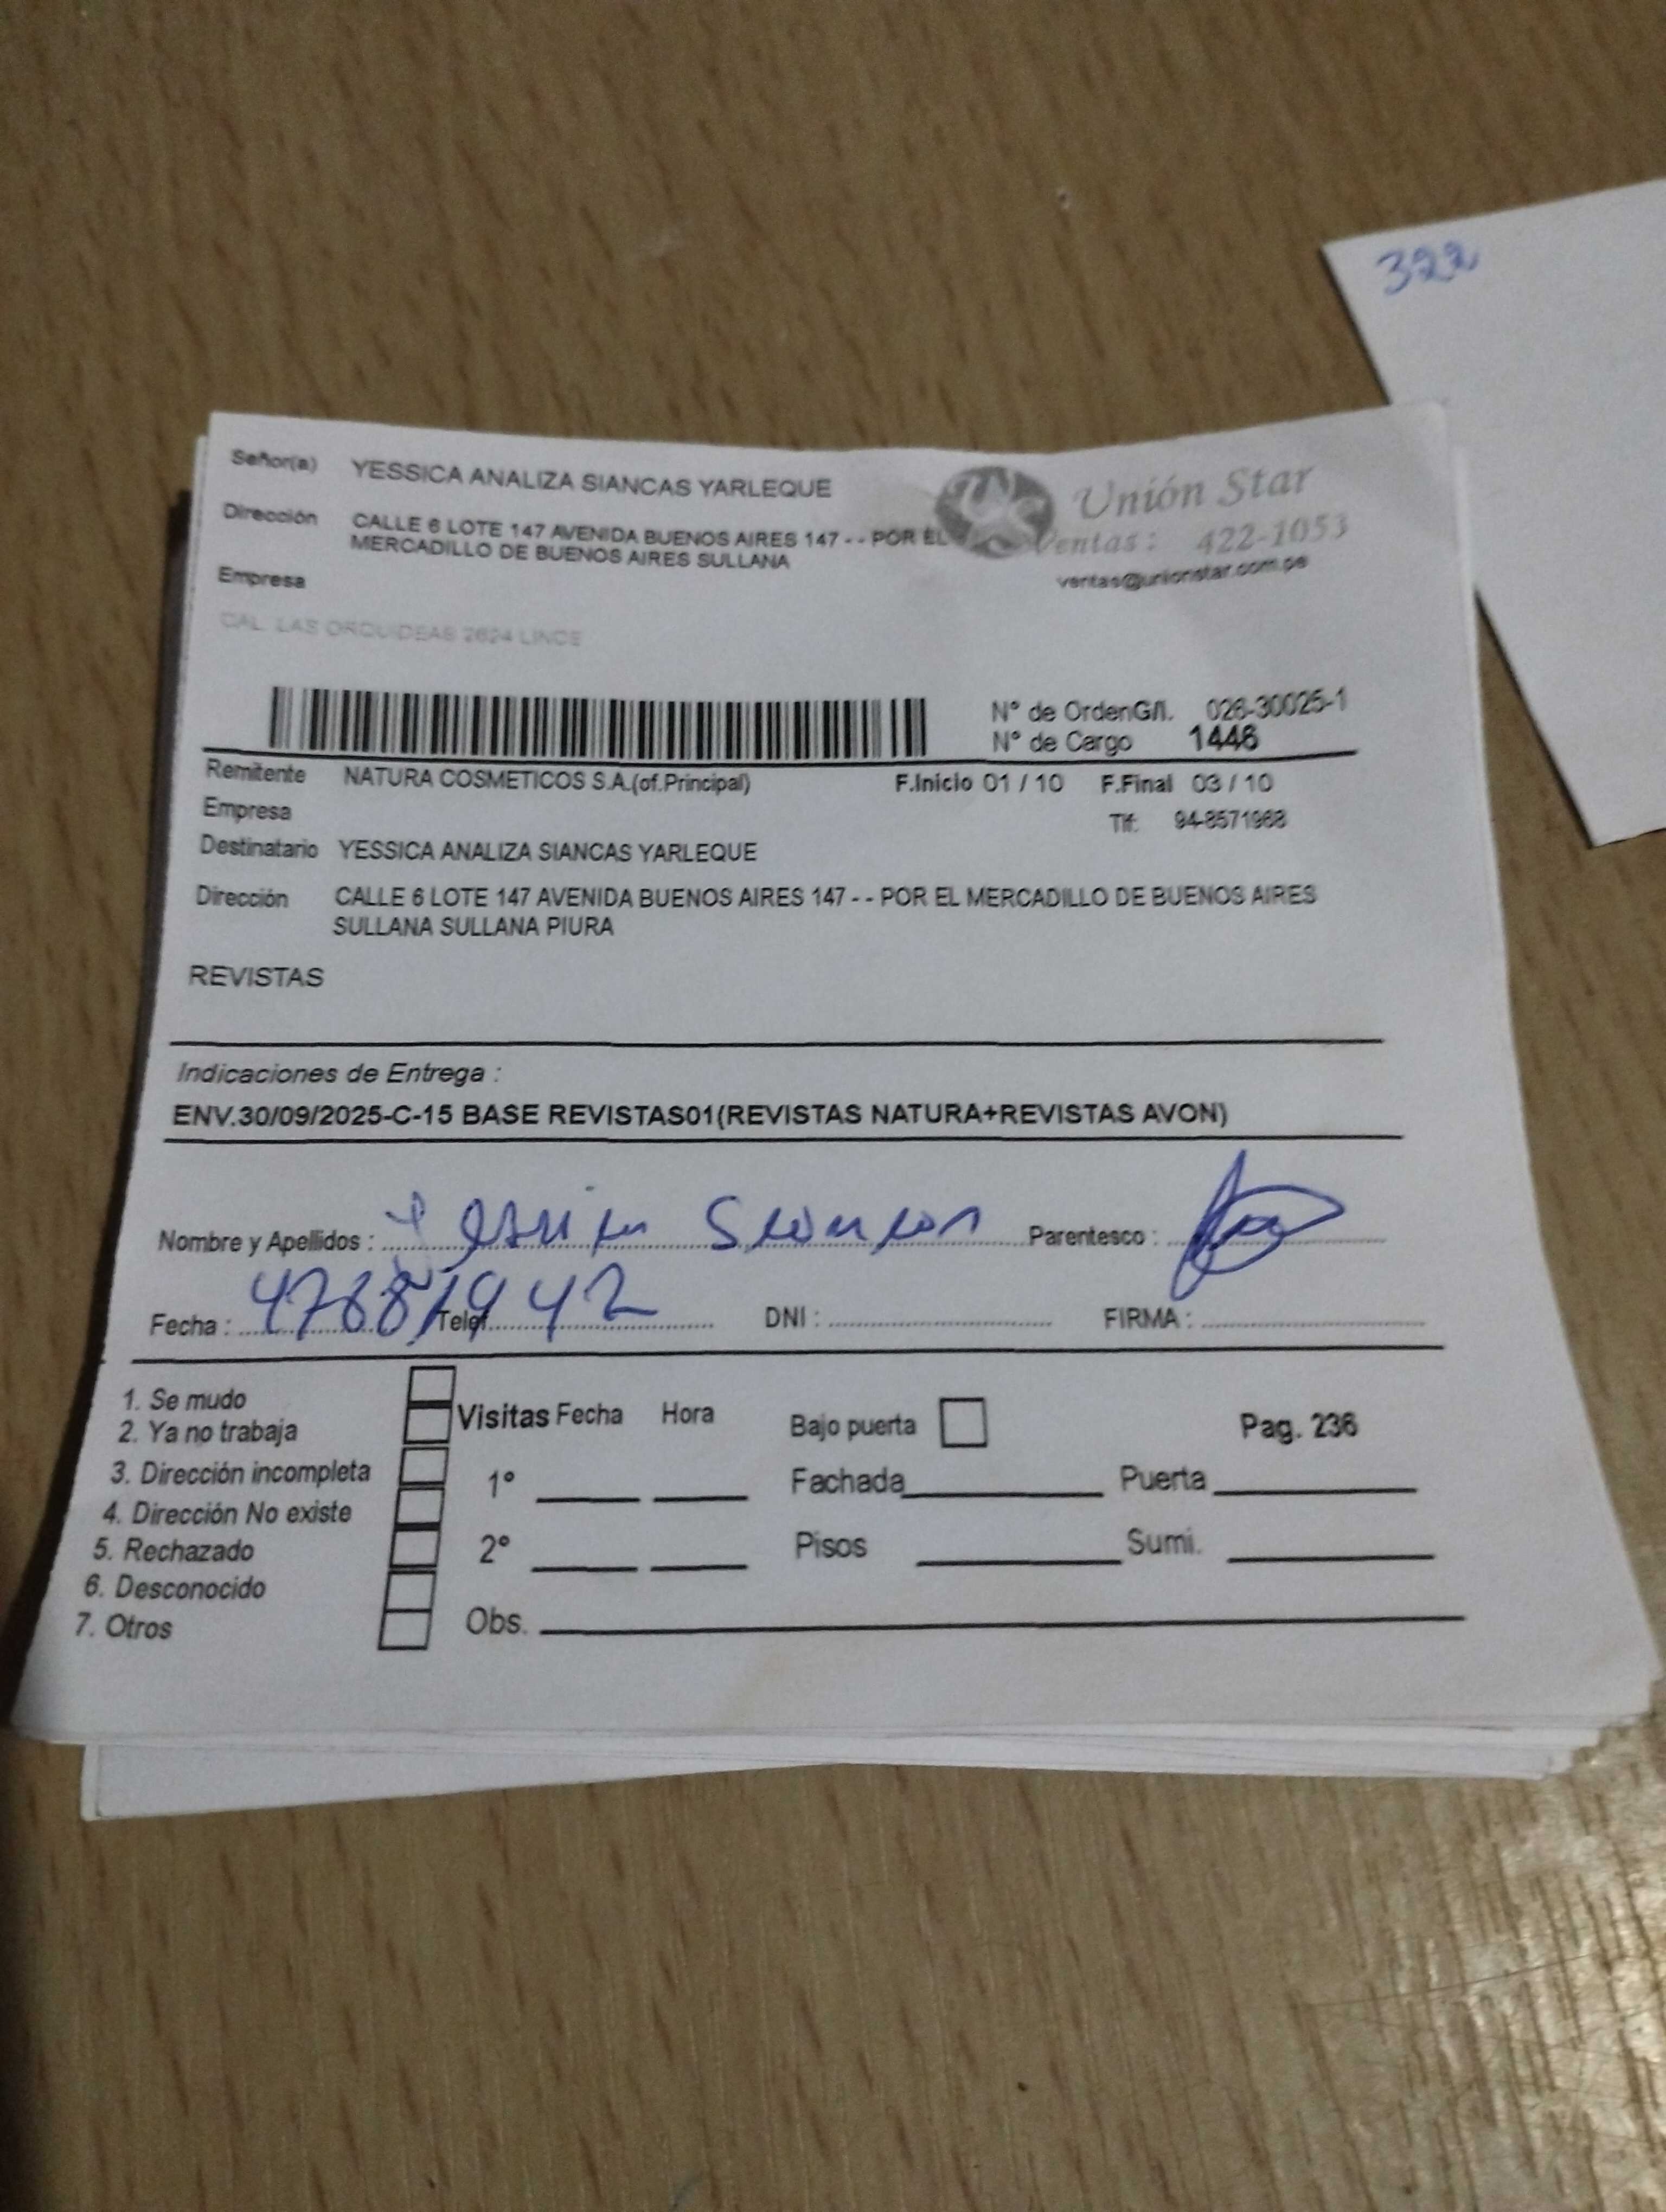 322
Señor(a) YESSICA ANALIZA SIANCAS YARLEQUE
Unión Star
Dirección CALLE 6 LOTE 147 AVENIDA BUENOS AIRES 147 - - POR EL
MERCADILLO DE BUENOS AIRES SULLANA
Ventas: 422-1053
ventas@unionstar.com.pe
Empresa
CAL. LAS ORQUIDEAS 2624 LINCE
Nº de OrdenG/I. 026-30025-1
Nº de Cargo 1446
Remitente NATURA COSMETICOS S.A.(of.Principal) F.Inicio 01 / 10 F.Final 03 / 10
Empresa Tlf: 94-8571968
Destinatario YESSICA ANALIZA SIANCAS YARLEQUE
Dirección CALLE 6 LOTE 147 AVENIDA BUENOS AIRES 147 - - POR EL MERCADILLO DE BUENOS AIRES
SULLANA SULLANA PIURA
REVISTAS
Indicaciones de Entrega :
ENV.30/09/2025-C-15 BASE REVISTAS01(REVISTAS NATURA+REVISTAS AVON)
Nombre y Apellidos : Yessica Siancas Parentesco :
Fecha : Telef. DNI : FIRMA :
1. Se mudo
2. Ya no trabaja
3. Dirección incompleta
4. Dirección No existe
5. Rechazado
6. Desconocido
7. Otros
Visitas Fecha Hora
1º
2º
Obs.
Bajo puerta Pag. 236
Fachada Puerta
Pisos Sumi.